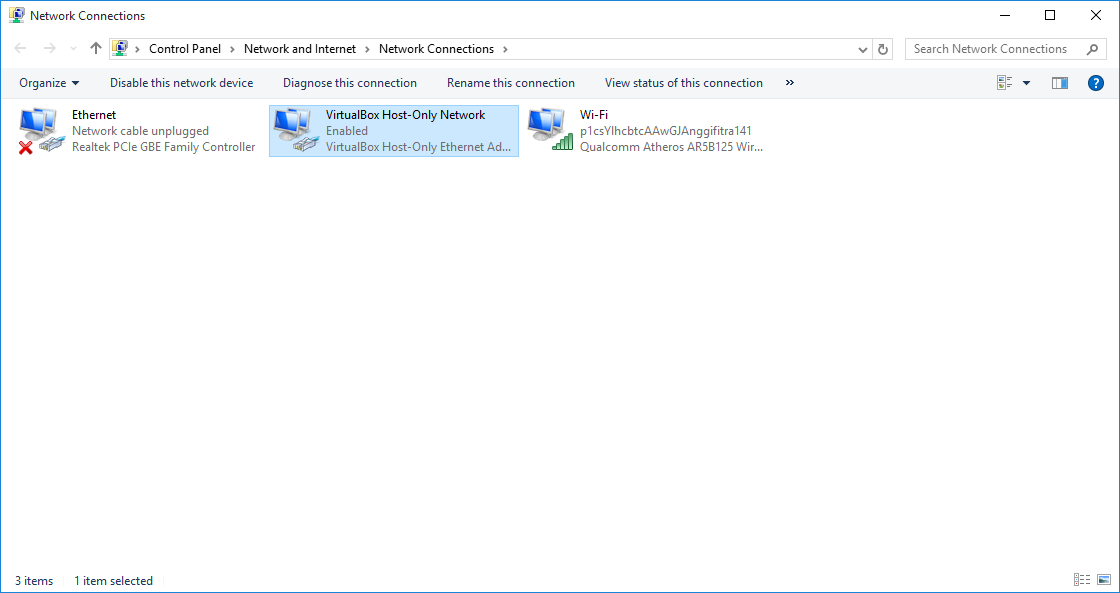 Network Connections
Control Panel > Network and Internet > Network Connections >
Search Network Connections
Organize Disable this network device Diagnose this connection Rename this connection View status of this connection »
Ethernet
Network cable unplugged
Realtek PCIe GBE Family Controller
VirtualBox Host-Only Network
Enabled
VirtualBox Host-Only Ethernet Ad...
Wi-Fi
p1csYlhcbtcAAwGJAnggifitra141
Qualcomm Atheros AR5B125 Wir...
3 items 1 item selected